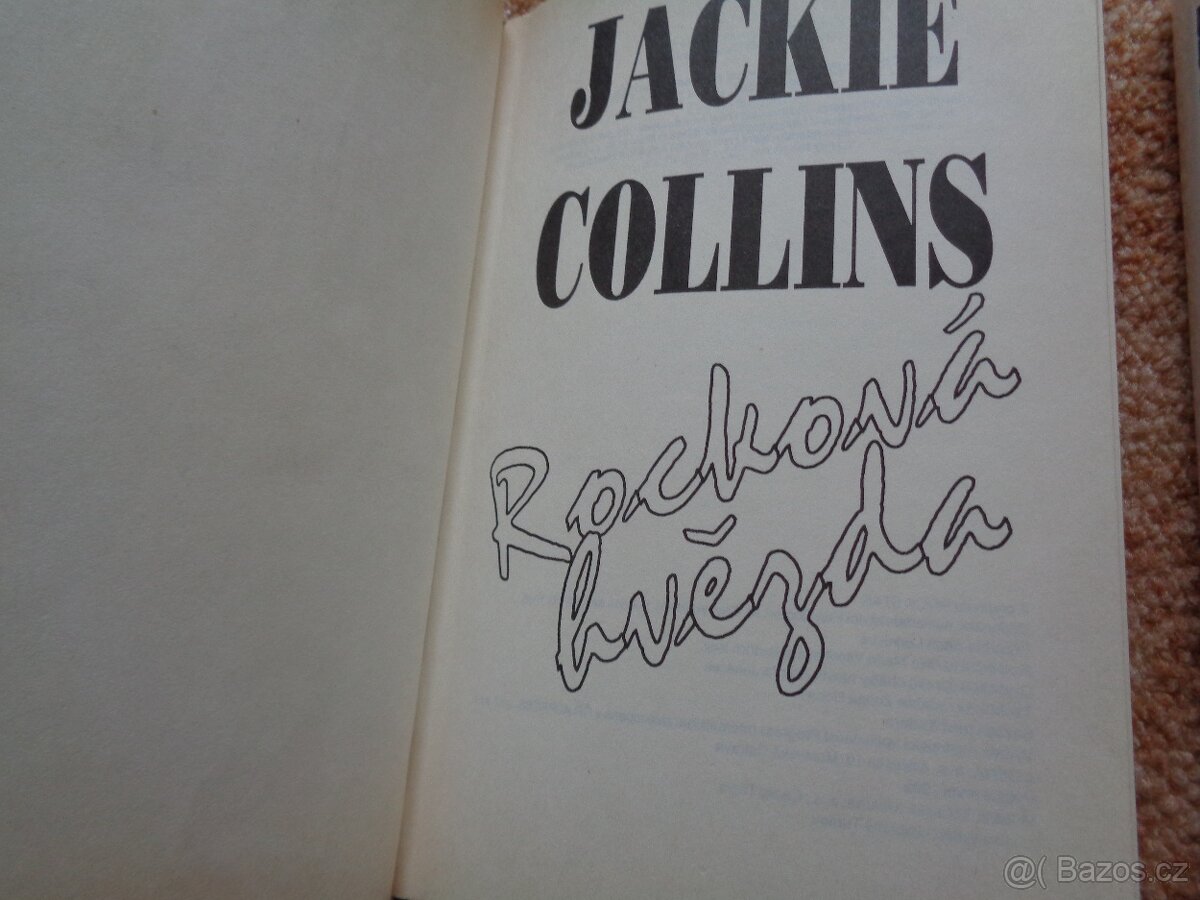 JACKIE
COLLINS
Rocková
hvězda
@( Bazos.cz